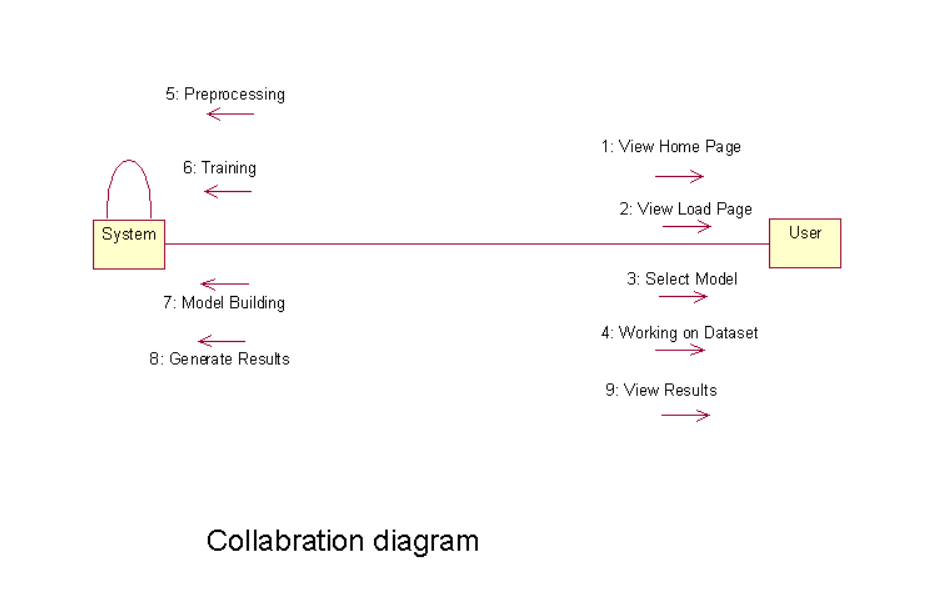 5: Preprocessing
1: View Home Page
6: Training
2: View Load Page
System
User
3: Select Model
7: Model Building
4: Working on Dataset
8: Generate Results
9: View Results
Collabration diagram